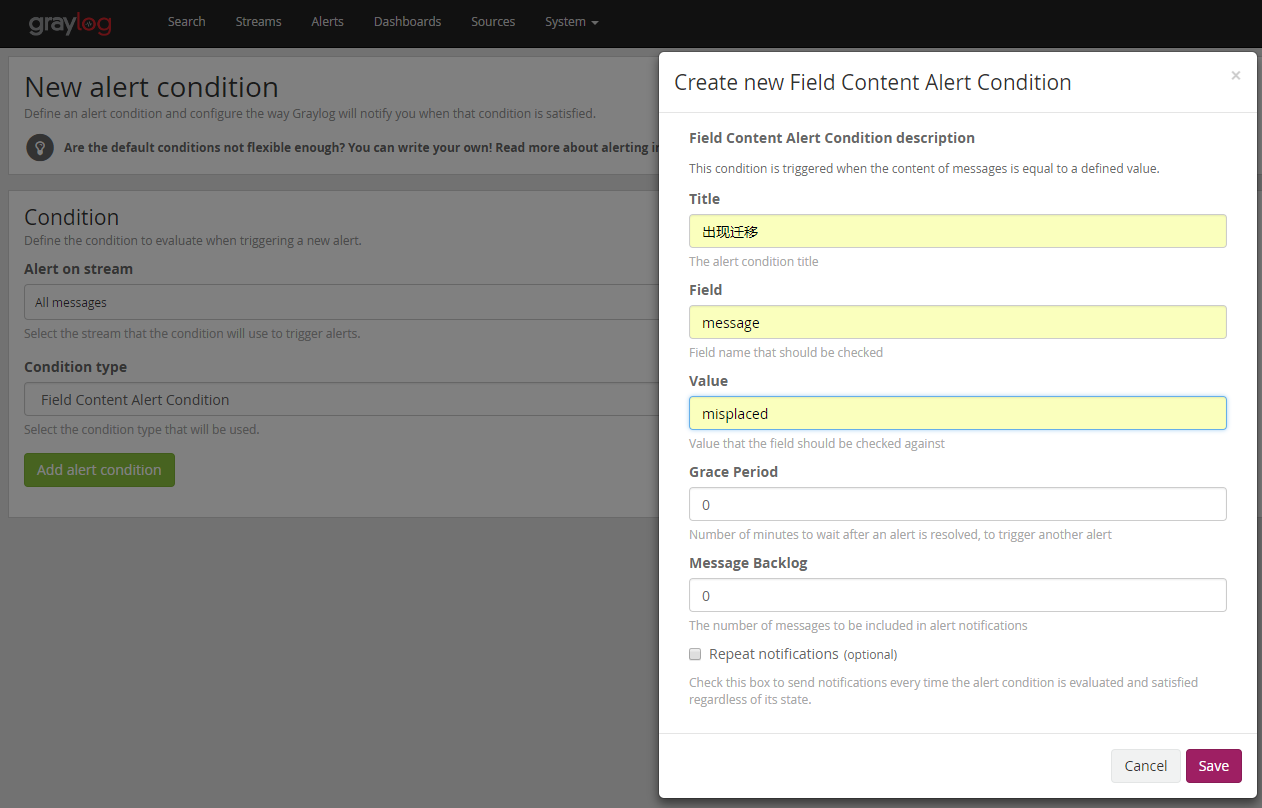 graylog
Search Streams Alerts Dashboards Sources System
New alert condition
Define an alert condition and configure the way Graylog will notify you when that condition is satisfied.
Are the default conditions not flexible enough? You can write your own! Read more about alerting in
Condition
Define the condition to evaluate when triggering a new alert.
Alert on stream
All messages
Select the stream that the condition will use to trigger alerts.
Condition type
Field Content Alert Condition
Select the condition type that will be used.
Add alert condition
Create new Field Content Alert Condition
×
Field Content Alert Condition description
This condition is triggered when the content of messages is equal to a defined value.
Title
出现迁移
The alert condition title
Field
message
Field name that should be checked
Value
misplaced
Value that the field should be checked against
Grace Period
0
Number of minutes to wait after an alert is resolved, to trigger another alert
Message Backlog
0
The number of messages to be included in alert notifications
Repeat notifications (optional)
Check this box to send notifications every time the alert condition is evaluated and satisfied
regardless of its state.
Cancel Save